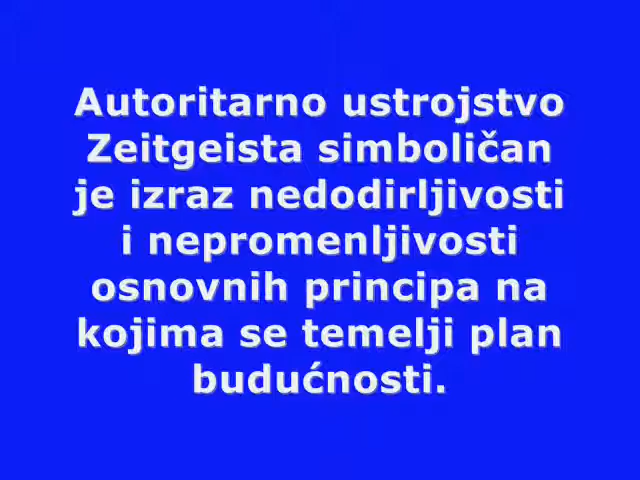 Autoritarno ustrojstvo
Zeitgeista simboličan
je izraz nedodirljivosti
i nepromenljivosti
osnovnih principa na
kojima se temelji plan
budućnosti.